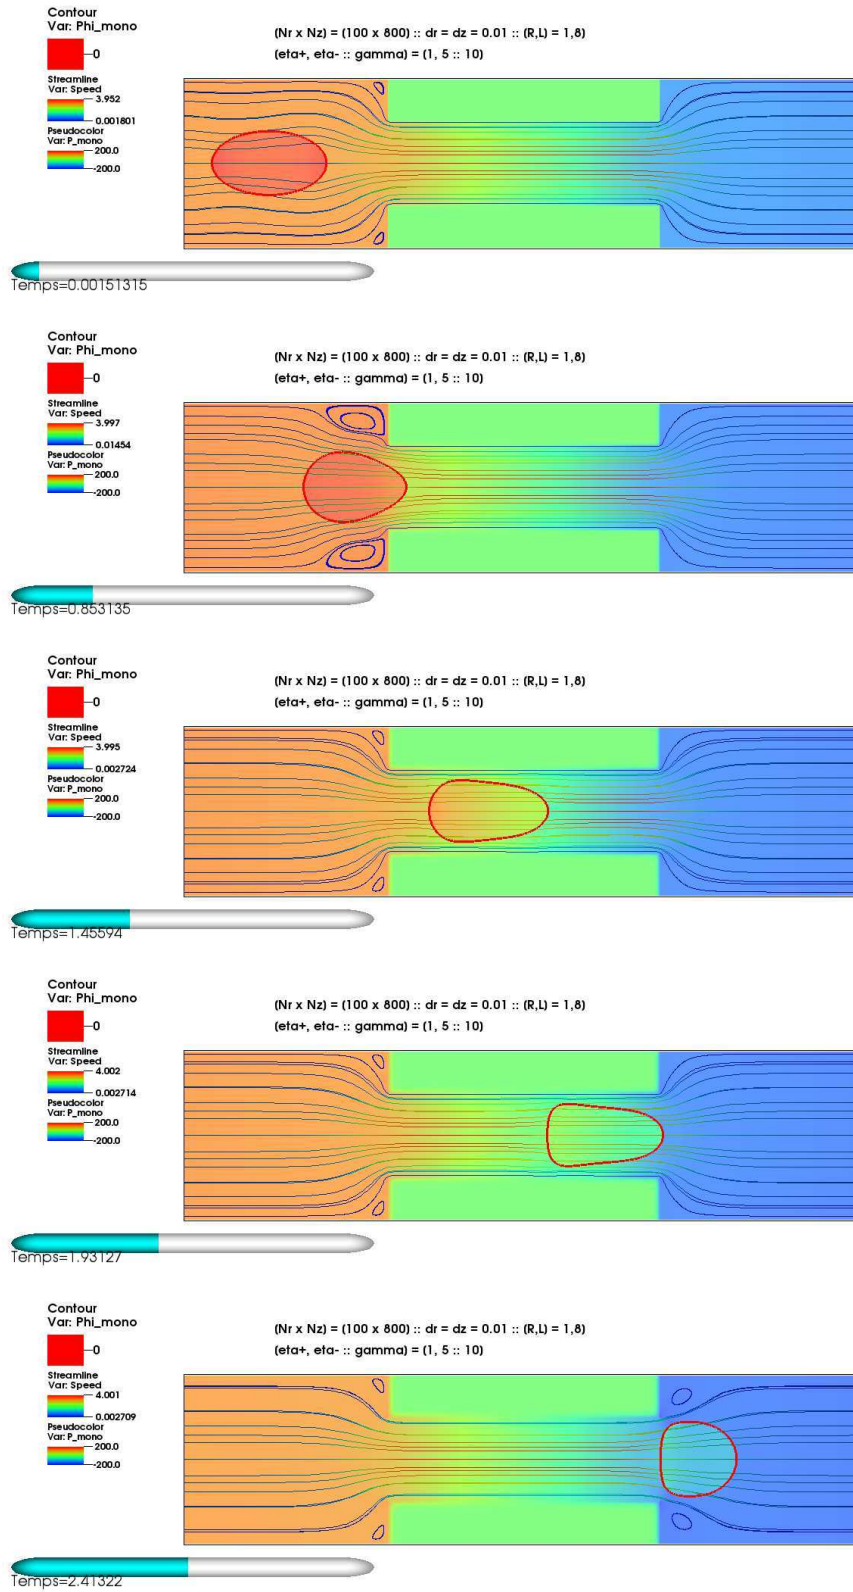 Contour
Var: Phi_mono
(Nr x Nz) = (100 x 800) :: dr = dz = 0.01 :: (R,L) = 1,8)
(eta+, eta- :: gamma) = (1, 5 :: 10)
0
Streamline
Var: Speed
3.952
0.001801
Pseudocolor
Var: P_mono
200.0
-200.0
Temps=0.00151315
Contour
Var: Phi_mono
(Nr x Nz) = (100 x 800) :: dr = dz = 0.01 :: (R,L) = 1,8)
(eta+, eta- :: gamma) = (1, 5 :: 10)
0
Streamline
Var: Speed
3.997
0.01454
Pseudocolor
Var: P_mono
200.0
-200.0
Temps=0.853135
Contour
Var: Phi_mono
(Nr x Nz) = (100 x 800) :: dr = dz = 0.01 :: (R,L) = 1,8)
(eta+, eta- :: gamma) = (1, 5 :: 10)
0
Streamline
Var: Speed
3.995
0.002724
Pseudocolor
Var: P_mono
200.0
-200.0
Temps=1.45594
Contour
Var: Phi_mono
(Nr x Nz) = (100 x 800) :: dr = dz = 0.01 :: (R,L) = 1,8)
(eta+, eta- :: gamma) = (1, 5 :: 10)
0
Streamline
Var: Speed
4.002
0.002714
Pseudocolor
Var: P_mono
200.0
-200.0
Temps=1.93127
Contour
Var: Phi_mono
(Nr x Nz) = (100 x 800) :: dr = dz = 0.01 :: (R,L) = 1,8)
(eta+, eta- :: gamma) = (1, 5 :: 10)
0
Streamline
Var: Speed
4.001
0.002709
Pseudocolor
Var: P_mono
200.0
-200.0
Temps=2.41322